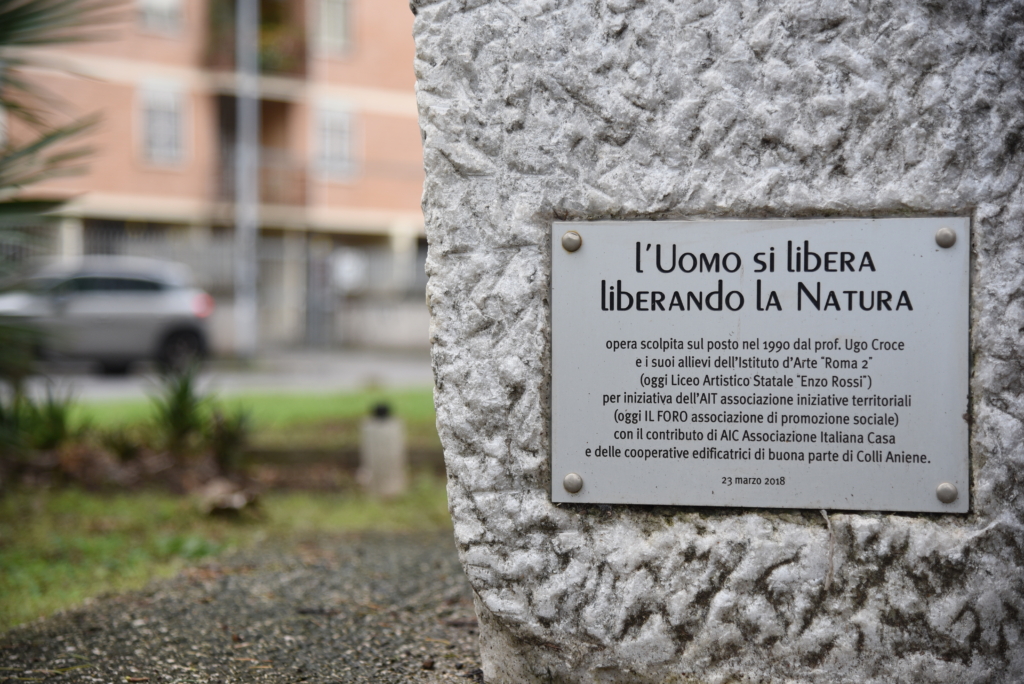 l'Uomo si libera
liberando la Natura
opera scolpita sul posto nel 1990 dal prof. Ugo Croce
e i suoi allievi dell'Istituto d'Arte "Roma 2"
(oggi Liceo Artistico Statale "Enzo Rossi")
per iniziativa dell'AIT associazione iniziative territoriali
(oggi IL FORO associazione di promozione sociale)
con il contributo di AIC Associazione Italiana Casa
e delle cooperative edificatrici di buona parte di Colli Aniene.
23 marzo 2018